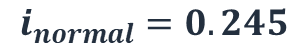 i_normal = 0.245